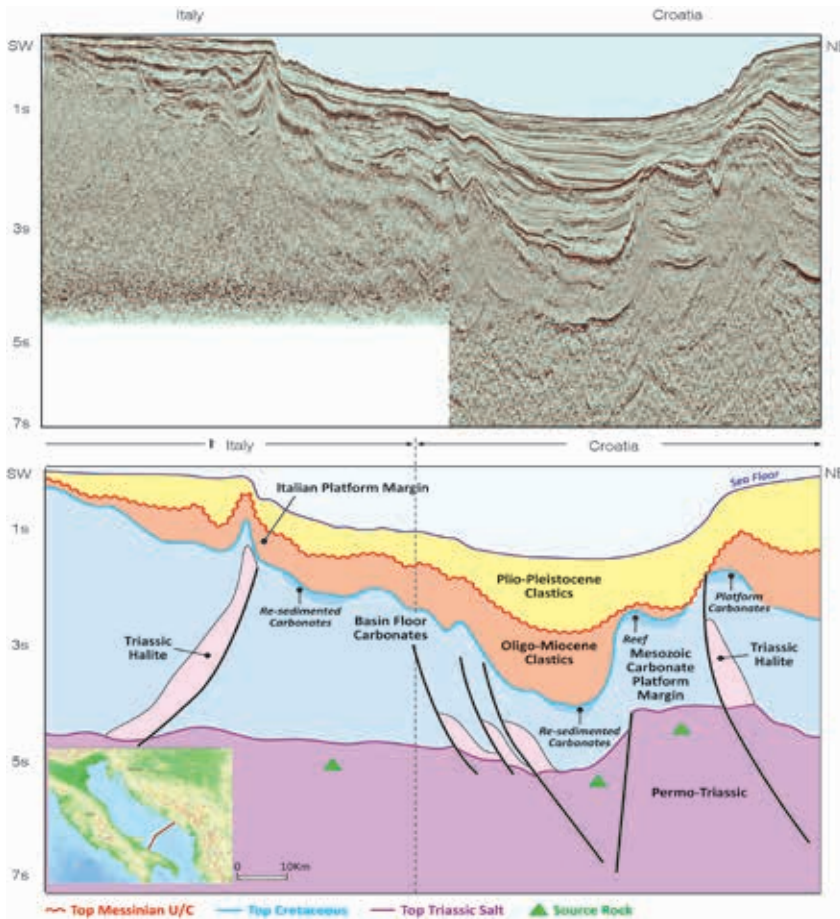 Italy
Croatia
SW
NE
1s
3s
5s
7s
Italy
Croatia
SW
NE
Sea Floor
Italian Platform Margin
1s
Plio-Pleistocene
Clastics
Re-sedimented
Carbonates
Basin Floor
Carbonates
Platform
Carbonates
Triassic
Halite
3s
Oligo-Miocene
Clastics
Reef
Mesozoic
Carbonate
Platform
Margin
Triassic
Halite
Re-sedimented
Carbonates
5s
Permo-Triassic
7s
0 10Km
Top Messinian U/C
Top Cretaceous
Top Triassic Salt
Source Rock